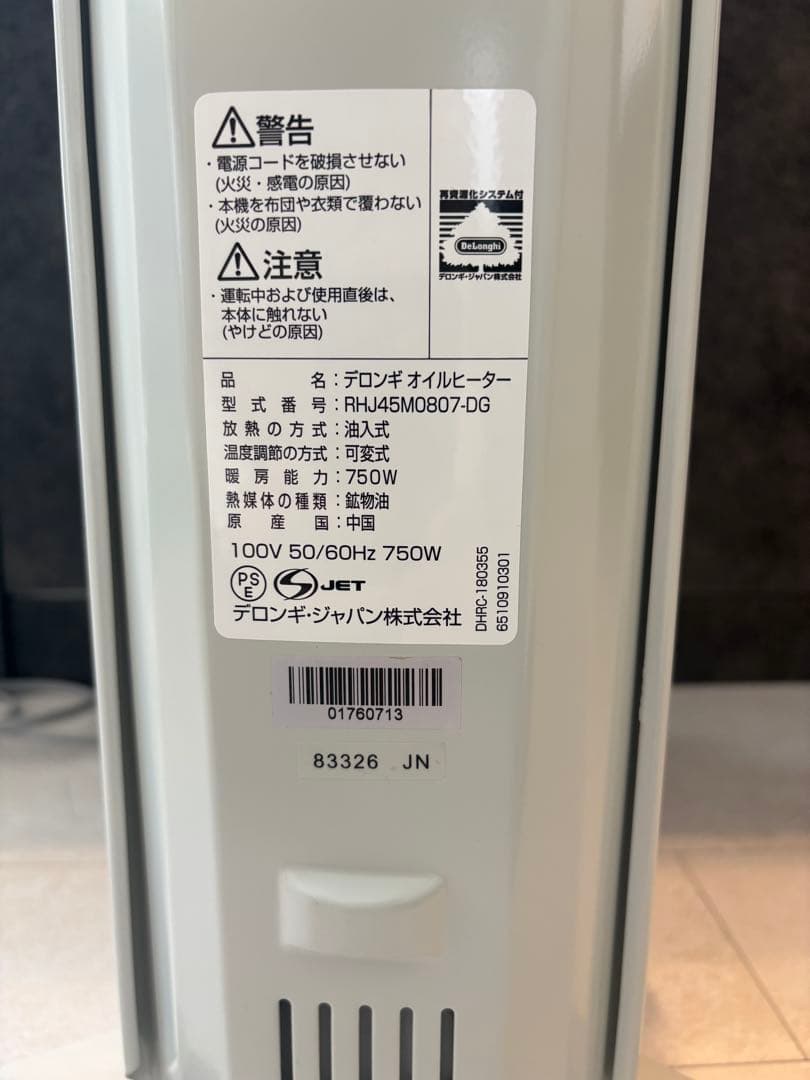 警告
・電源コードを破損させない
(火災・感電の原因)
・本機を布団や衣類で覆わない
(火災の原因)
注意
・運転中および使用直後は、
本体に触れない
(やけどの原因)
再資源化システム付
DeLonghi
デロンギ・ジャパン株式会社
品名：デロンギ オイルヒーター
型式番号：RHJ45M0807-DG
放熱の方式：油入式
温度調節の方式：可変式
暖房能力：750W
熱媒体の種類：鉱物油
原産国：中国
100V 50/60Hz 750W
PS
E
JET
デロンギ・ジャパン株式会社
DHRC-180355
6510910301
01760713
83326 JN